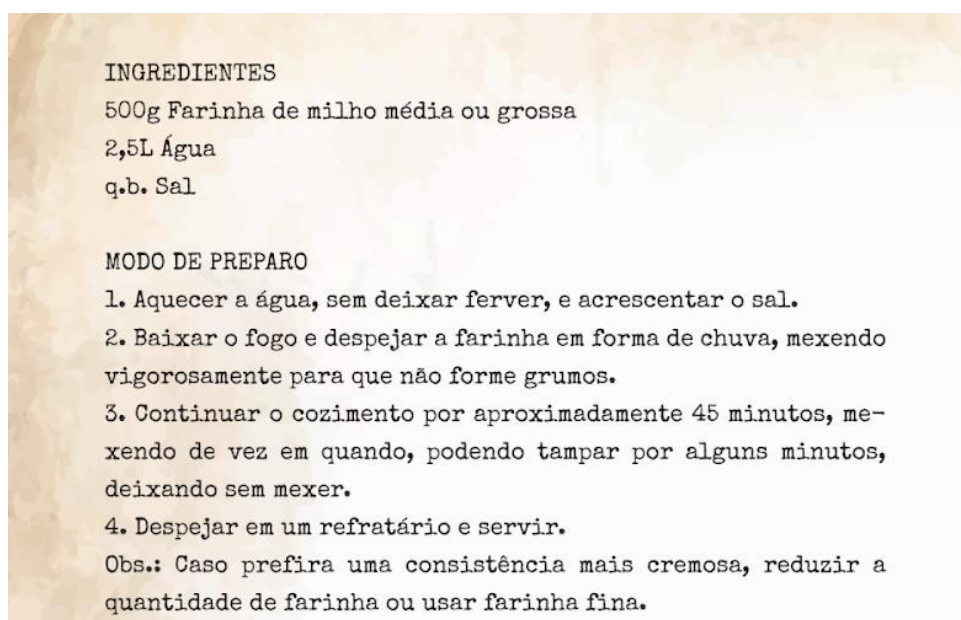 INGREDIENTES
500g Farinha de milho média ou grossa
2,5L Água
q.b. Sal
MODO DE PREPARO
1. Aquecer a água, sem deixar ferver, e acrescentar o sal.
2. Baixar o fogo e despejar a farinha em forma de chuva, mexendo
vigorosamente para que não forme grumos.
3. Continuar o cozimento por aproximadamente 45 minutos, me-
xendo de vez em quando, podendo tampar por alguns minutos,
deixando sem mexer.
4. Despejar em um refratário e servir.
Obs.: Caso prefira uma consistência mais cremosa, reduzir a
quantidade de farinha ou usar farinha fina.